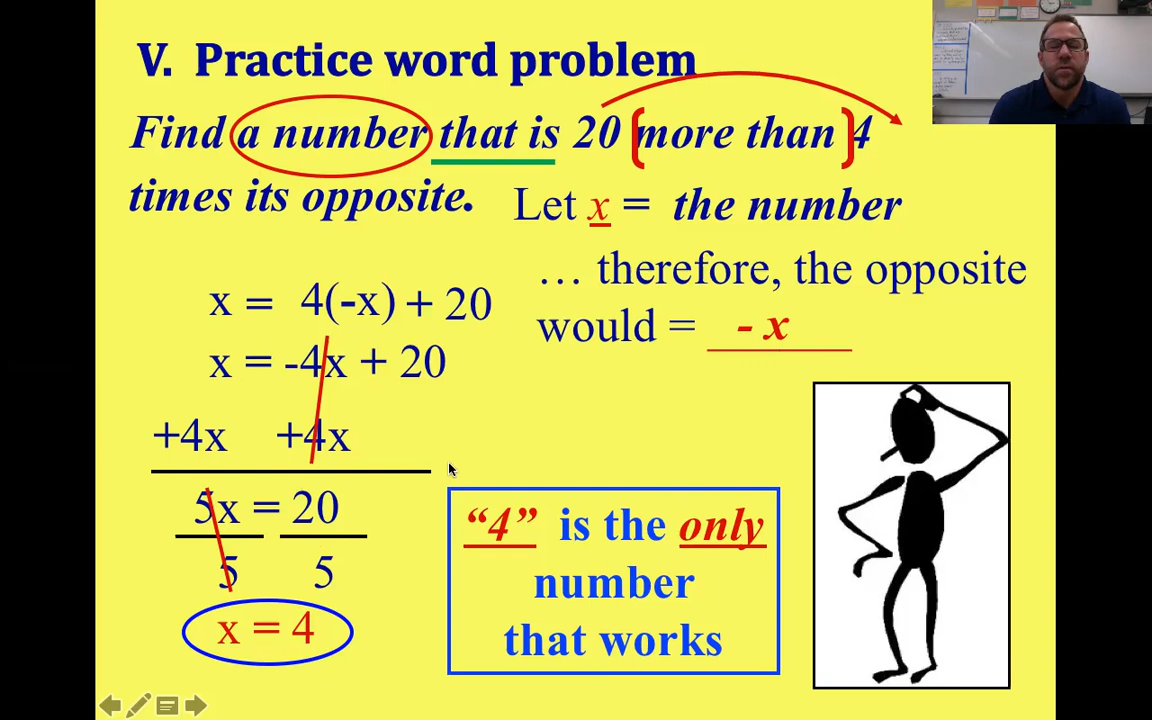 V. Practice word problem
Find a number that is 20 more than 4
times its opposite.
Let x = the number
… therefore, the opposite
would = - x
x = 4(-x) + 20
x = -4x + 20
+4x +4x
5x = 20
5 5
x = 4
“4” is the only
number
that works